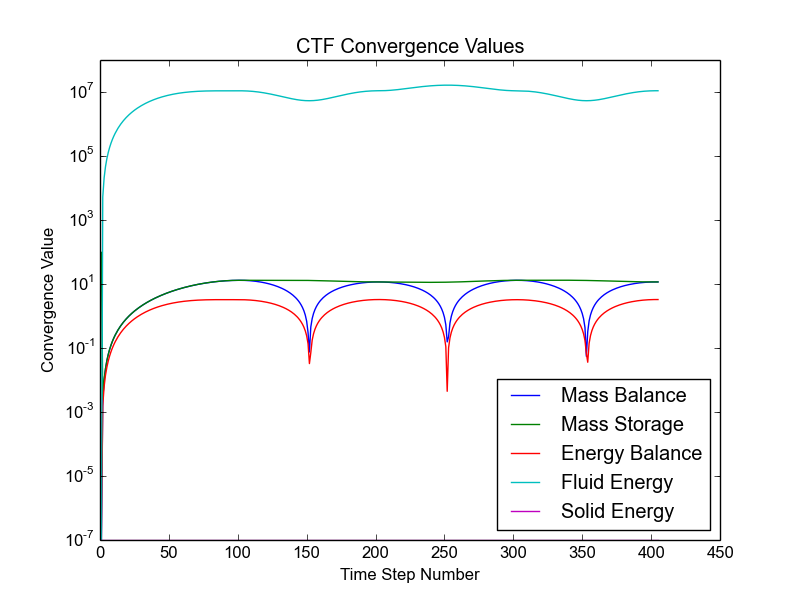 CTF Convergence Values
Convergence Value
10^7
10^5
10^3
10^1
10^-1
10^-3
10^-5
10^-7
0 50 100 150 200 250 300 350 400 450
Time Step Number
Mass Balance
Mass Storage
Energy Balance
Fluid Energy
Solid Energy